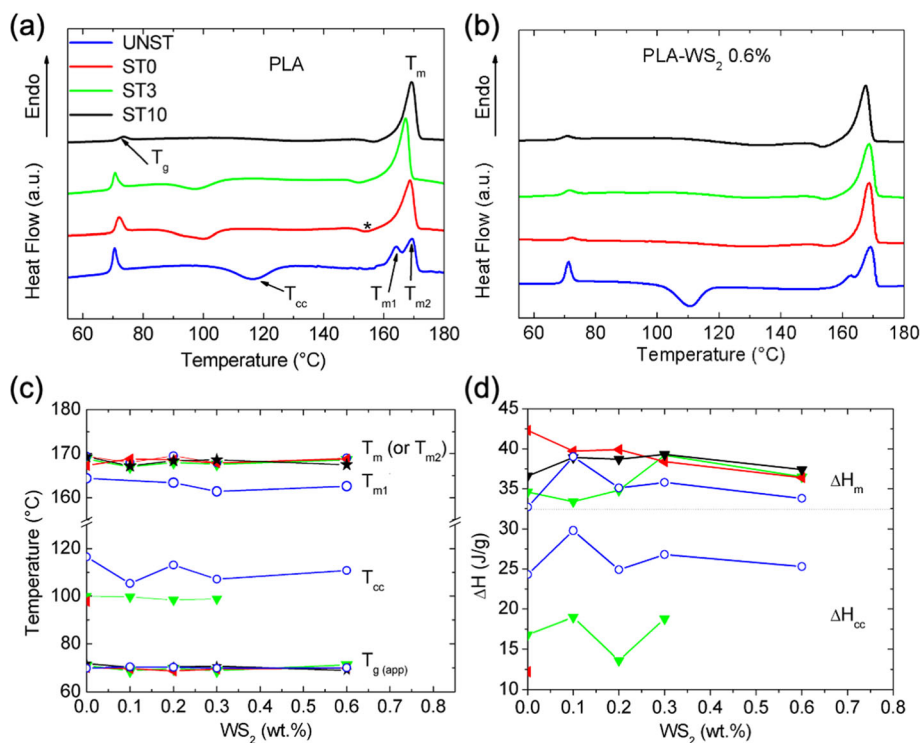 (a)
UNST
ST0
ST3
ST10
PLA
Tm
Tg
*
Tcc
Tm1
Tm2
Endo
Heat Flow (a.u.)
60 80 100 120 140 160 180
Temperature (°C)
(b)
PLA-WS2 0.6%
Endo
Heat Flow (a.u.)
60 80 100 120 140 160 180
Temperature (°C)
(c)
180
170
160
120
100
80
60
Temperature (°C)
Tm (or Tm2)
Tm1
Tcc
Tg (app)
0.0 0.1 0.2 0.3 0.4 0.5 0.6 0.7 0.8
WS2 (wt.%)
(d)
45
40
35
30
25
20
15
10
ΔH (J/g)
ΔHm
ΔHcc
0.0 0.1 0.2 0.3 0.4 0.5 0.6 0.7 0.8
WS2 (wt.%)